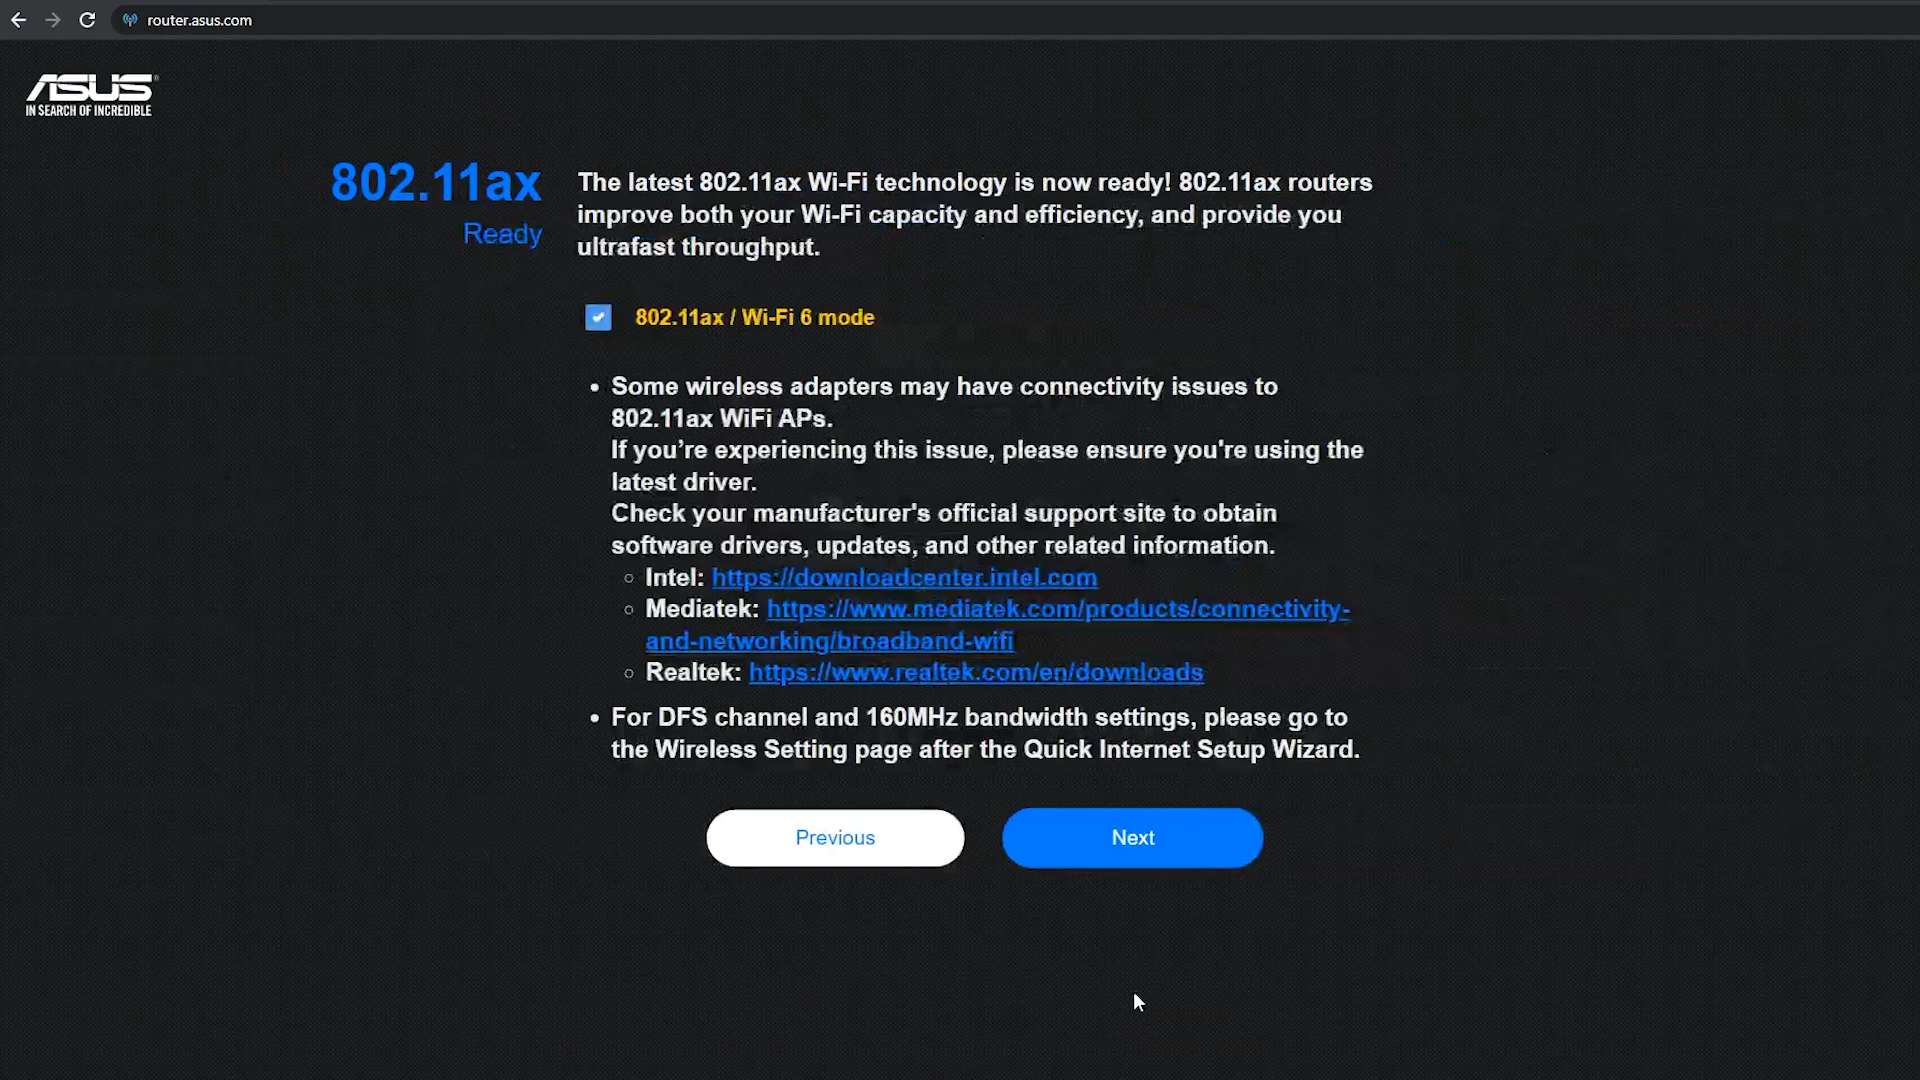 router.asus.com
ASUS
IN SEARCH OF INCREDIBLE
802.11ax
Ready
The latest 802.11ax Wi-Fi technology is now ready! 802.11ax routers
improve both your Wi-Fi capacity and efficiency, and provide you
ultrafast throughput.
802.11ax / Wi-Fi 6 mode
• Some wireless adapters may have connectivity issues to
802.11ax WiFi APs.
If you’re experiencing this issue, please ensure you're using the
latest driver.
Check your manufacturer's official support site to obtain
software drivers, updates, and other related information.
◦ Intel: https://downloadcenter.intel.com
◦ Mediatek: https://www.mediatek.com/products/connectivity-
and-networking/broadband-wifi
◦ Realtek: https://www.realtek.com/en/downloads
• For DFS channel and 160MHz bandwidth settings, please go to
the Wireless Setting page after the Quick Internet Setup Wizard.
Previous
Next